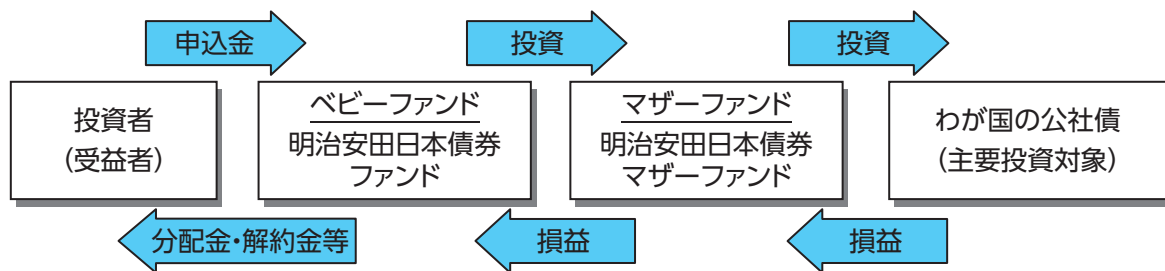 申込金
投資
投資
投資者
(受益者)
ベビーファンド
明治安田日本債券
ファンド
マザーファンド
明治安田日本債券
マザーファンド
わが国の公社債
(主要投資対象)
分配金・解約金等
損益
損益